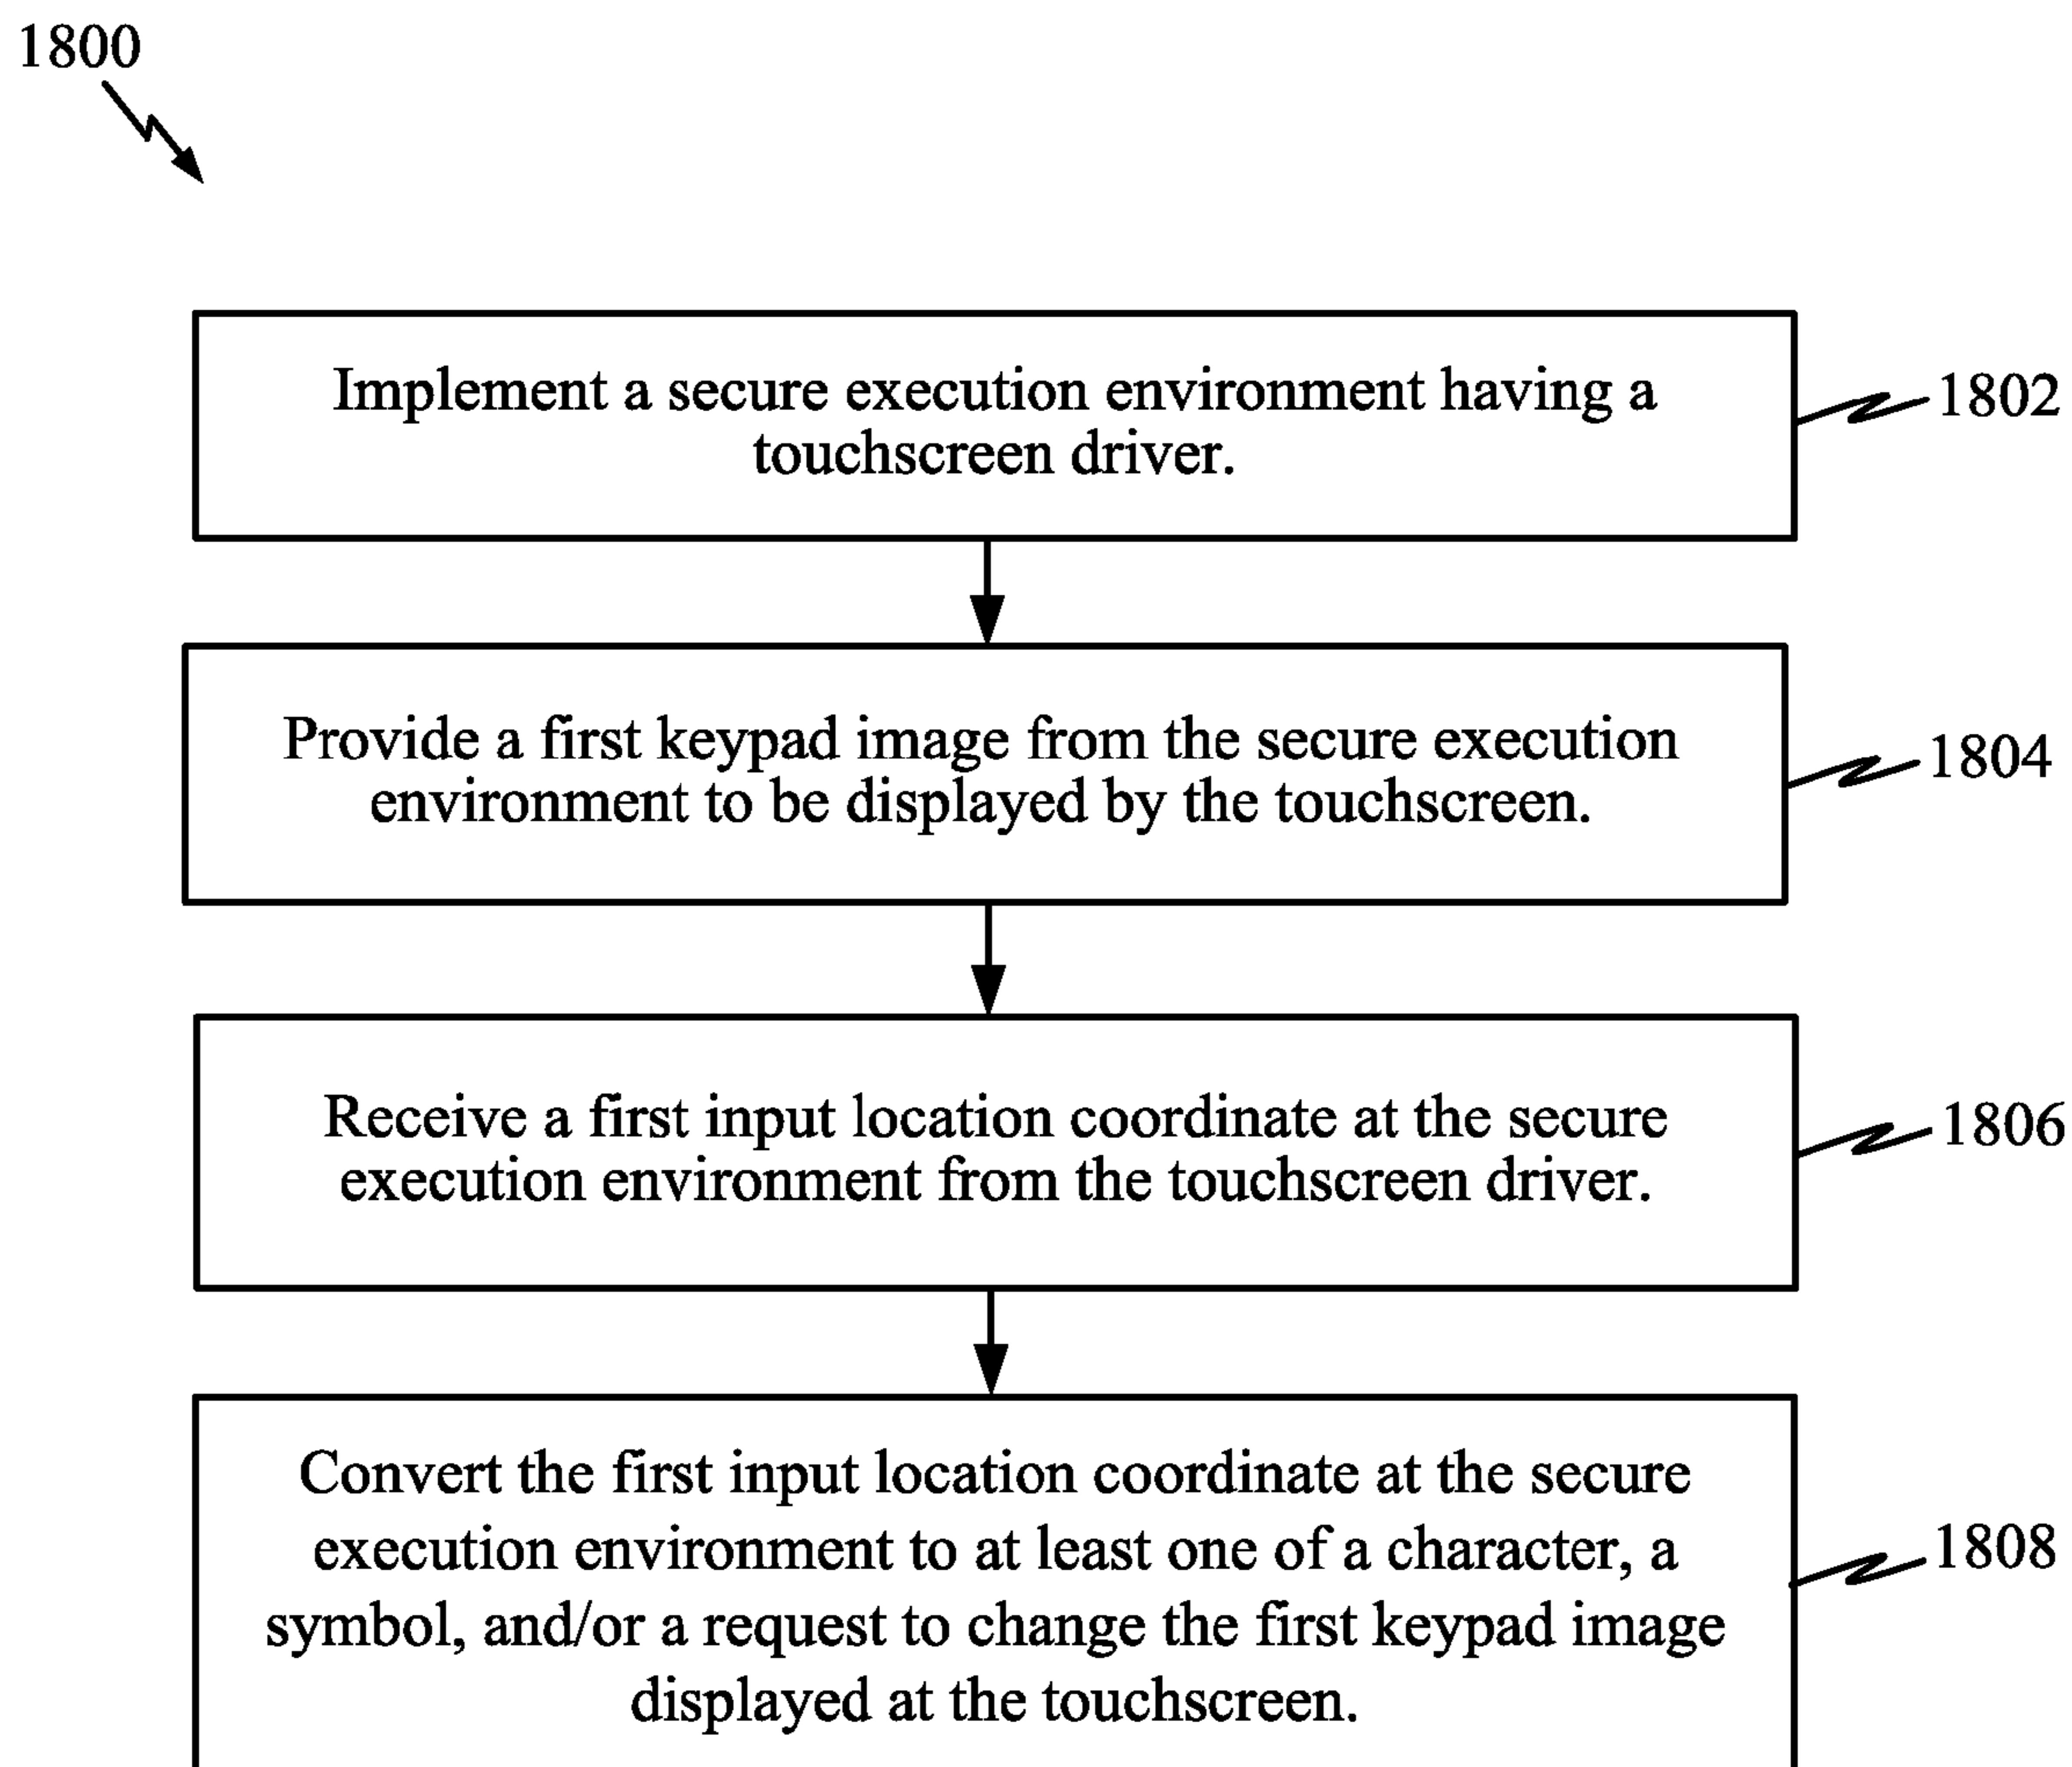 1800
Implement a secure execution environment having a
touchscreen driver.
1802
Provide a first keypad image from the secure execution
environment to be displayed by the touchscreen.
1804
Receive a first input location coordinate at the secure
execution environment from the touchscreen driver.
1806
Convert the first input location coordinate at the secure
execution environment to at least one of a character, a
symbol, and/or a request to change the first keypad image
displayed at the touchscreen.
1808